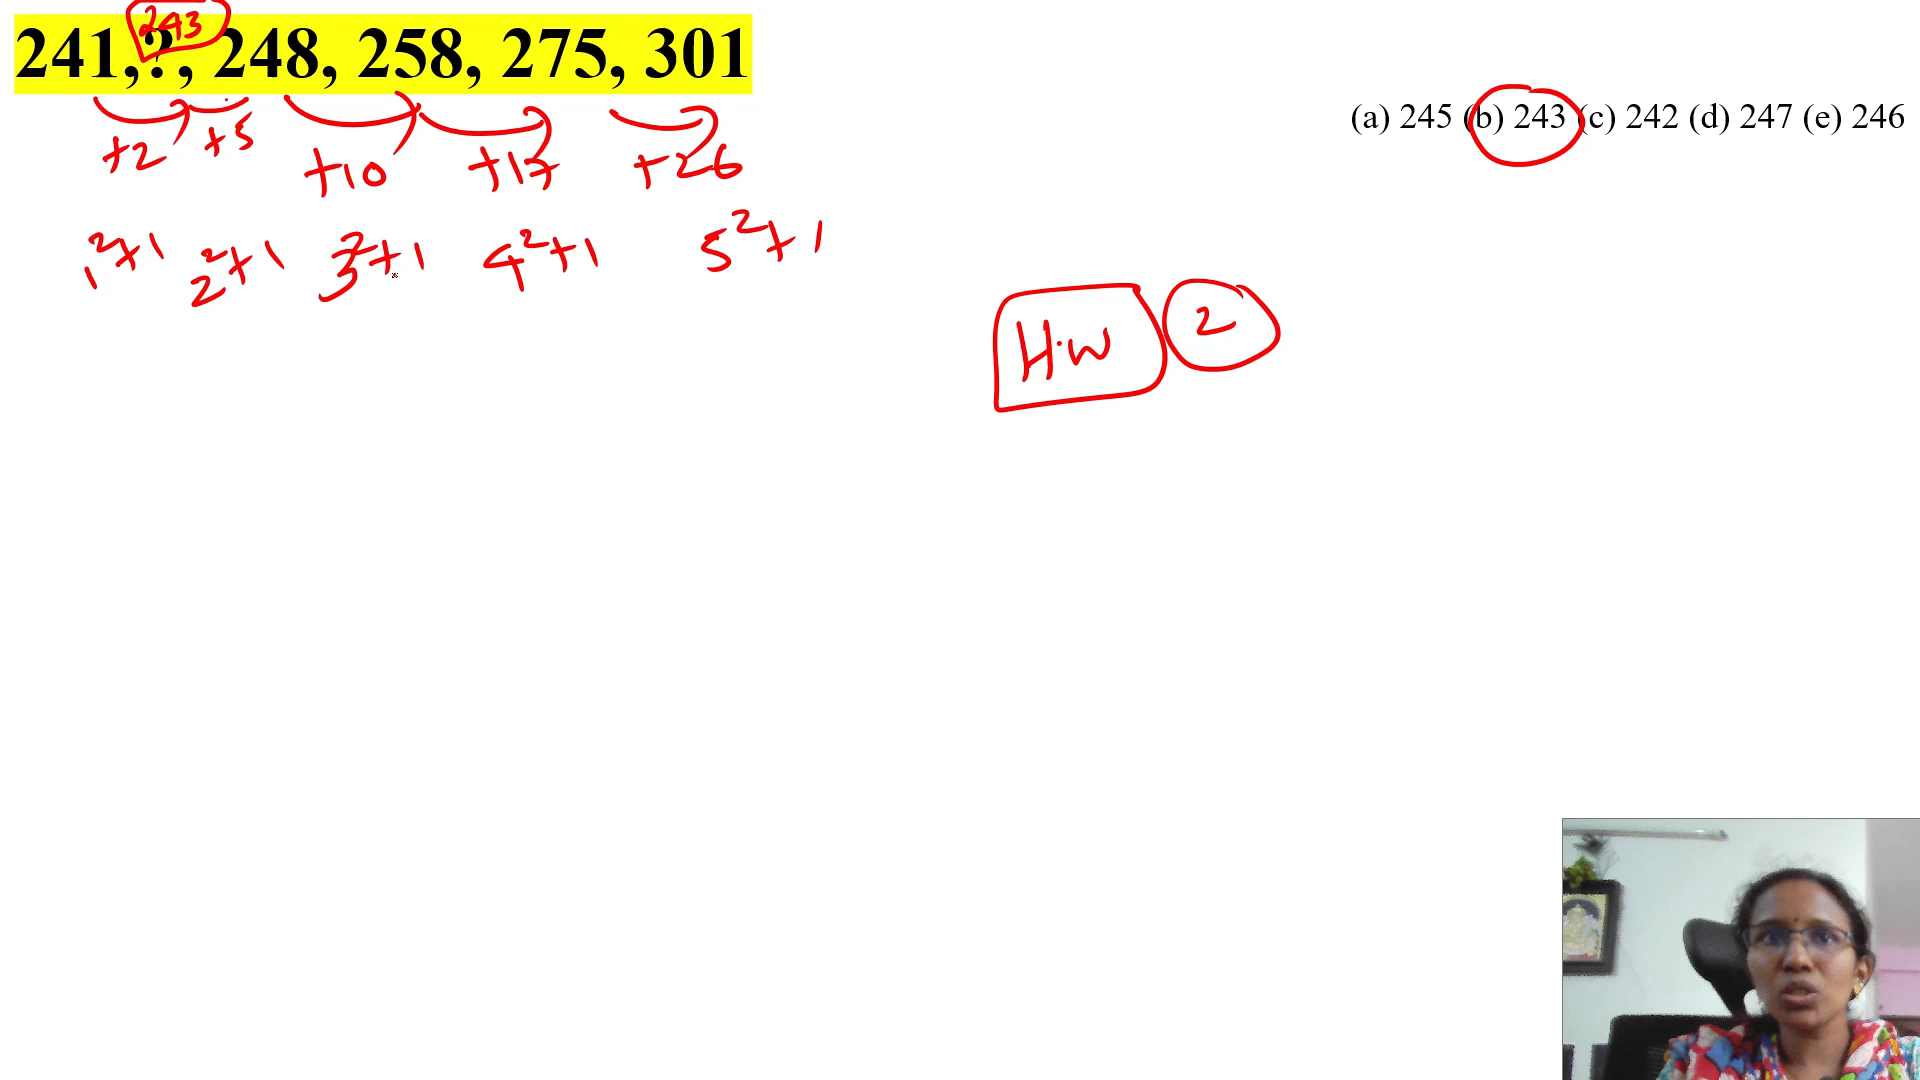 243
241,?, 248, 258, 275, 301
(a) 245 (b) 243 (c) 242 (d) 247 (e) 246
+2 +5 +10 +17 +26
1²+1 2²+1 3²+1 4²+1 5²+1
H.W 2